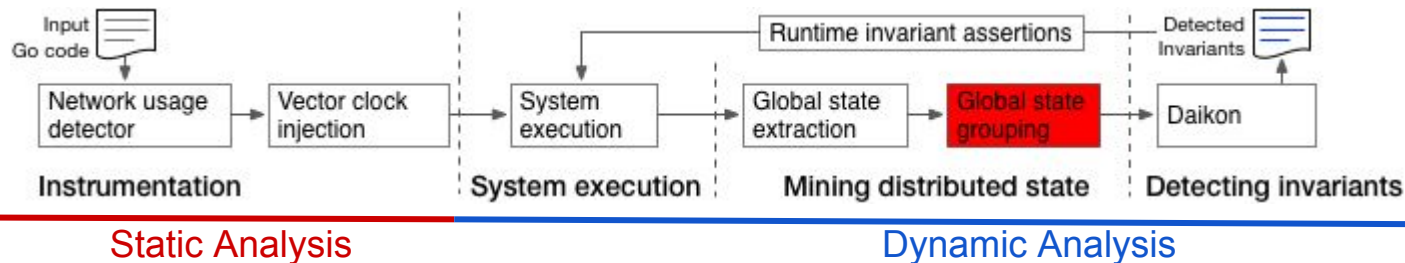 Input
Go code
Network usage
detector
Vector clock
injection
Instrumentation
System
execution
System execution
Runtime invariant assertions
Global state
extraction
Global state
grouping
Mining distributed state
Detected
Invariants
Daikon
Detecting invariants
Static Analysis
Dynamic Analysis